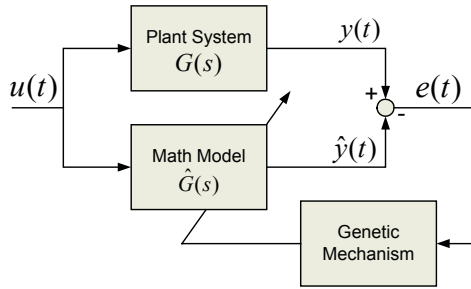 Plant System
G(s)
y(t)
u(t)
+
-
e(t)
Math Model
Ĝ(s)
ŷ(t)
Genetic
Mechanism